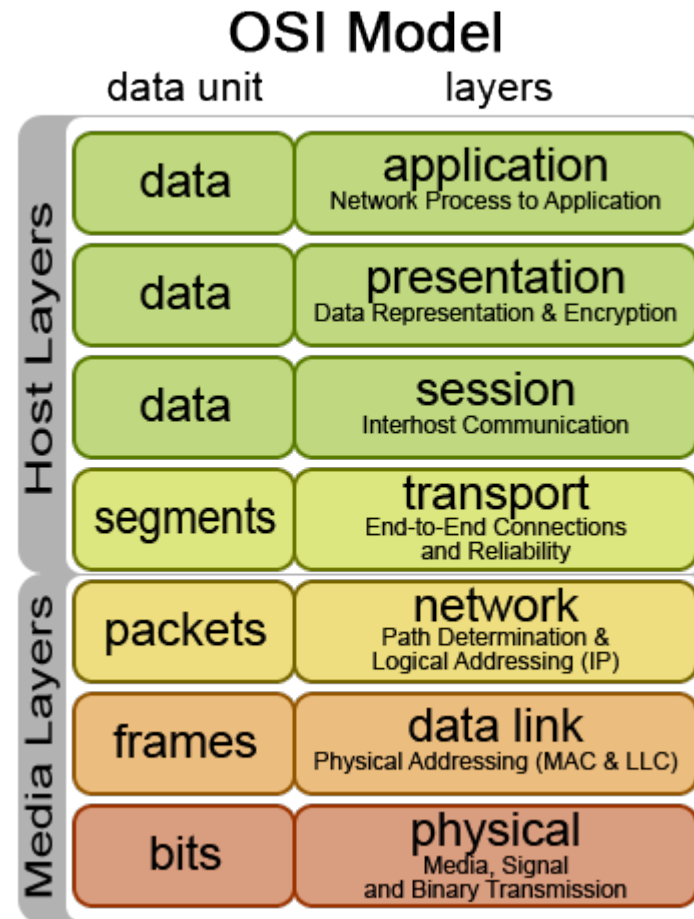 OSI Model
data unit layers
Host Layers
data
application
Network Process to Application
data
presentation
Data Representation & Encryption
data
session
Interhost Communication
segments
transport
End-to-End Connections
and Reliability
Media Layers
packets
network
Path Determination &
Logical Addressing (IP)
frames
data link
Physical Addressing (MAC & LLC)
bits
physical
Media, Signal
and Binary Transmission